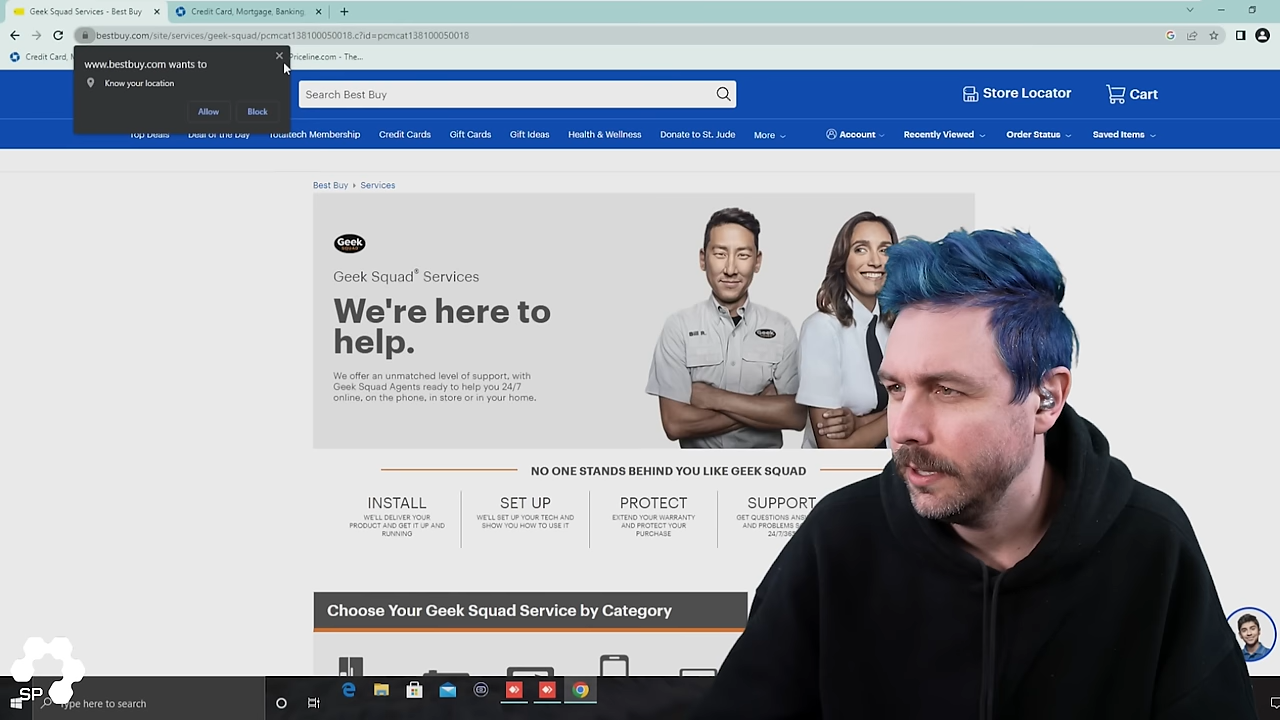 Geek Squad Services - Best Buy
Credit Card, Mortgage, Banking,
bestbuy.com/site/services/geek-squad/pcmcat138100050018.c?id=pcmcat138100050018
Credit Card, M
Priceline.com - The...
www.bestbuy.com wants to
Know your location
Allow
Block
Search Best Buy
Store Locator
Cart
Top Deals
Deal of the Day
Totaltech Membership
Credit Cards
Gift Cards
Gift Ideas
Health & Wellness
Donate to St. Jude
More
Account
Recently Viewed
Order Status
Saved Items
Best Buy
Services
Geek
SQUAD
Geek Squad® Services
We're here to
help.
We offer an unmatched level of support, with
Geek Squad Agents ready to help you 24/7
online, on the phone, in store or in your home.
Geek
NO ONE STANDS BEHIND YOU LIKE GEEK SQUAD
INSTALL
WE'LL DELIVER YOUR
PRODUCT AND GET IT UP AND
RUNNING
SET UP
WE'LL SET UP YOUR TECH AND
SHOW YOU HOW TO USE IT
PROTECT
EXTEND YOUR WARRANTY
AND PROTECT YOUR
PURCHASE
SUPPORT
GET QUESTIONS ANS
AND PROBLEMS S
24/7/365
Choose Your Geek Squad Service by Category
SP
Type here to search